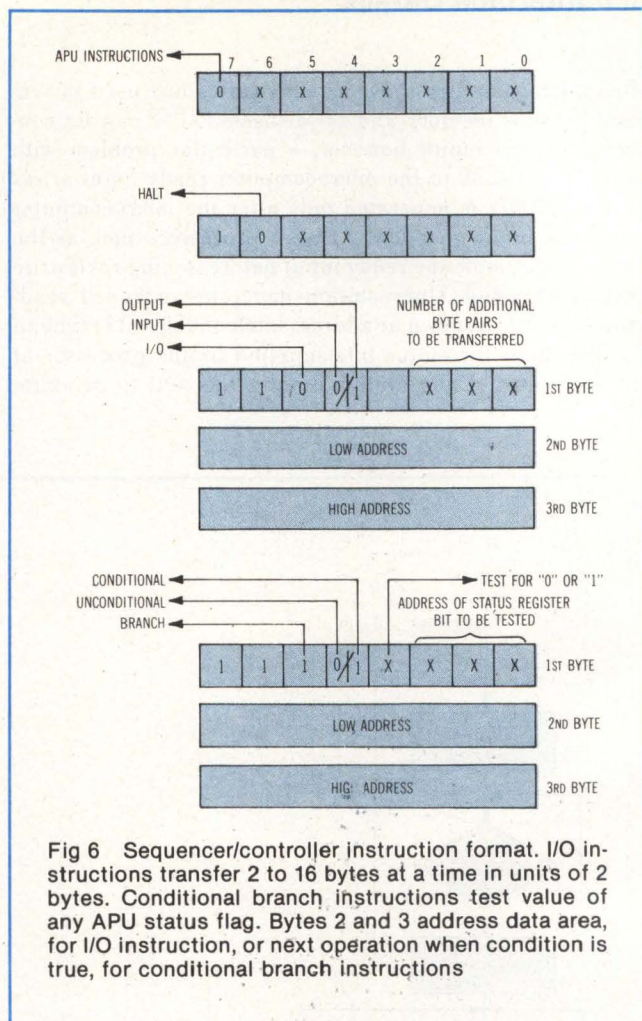 7 6 5 4 3 2 1 0
APU INSTRUCTIONS
0 X X X X X X X
HALT
1 0 X X X X X X
OUTPUT
INPUT
I/O
NUMBER OF ADDITIONAL
BYTE PAIRS
TO BE TRANSFERRED
1 1 0 0/1 X X X
1ST BYTE
LOW ADDRESS
2ND BYTE
HIGH ADDRESS
3RD BYTE
CONDITIONAL
UNCONDITIONAL
BRANCH
TEST FOR "0" OR "1"
ADDRESS OF STATUS REGISTER
BIT TO BE TESTED
1 1 1 0/1 X X X X
1ST BYTE
LOW ADDRESS
2ND BYTE
HIG ADDRESS
3RD BYTE
Fig 6 Sequencer/controller instruction format. I/O in-
structions transfer 2 to 16 bytes at a time in units of 2
bytes. Conditional branch instructions test value of
any APU status flag. Bytes 2 and 3 address data area,
for I/O instruction, or next operation when condition is
true, for conditional branch instructions